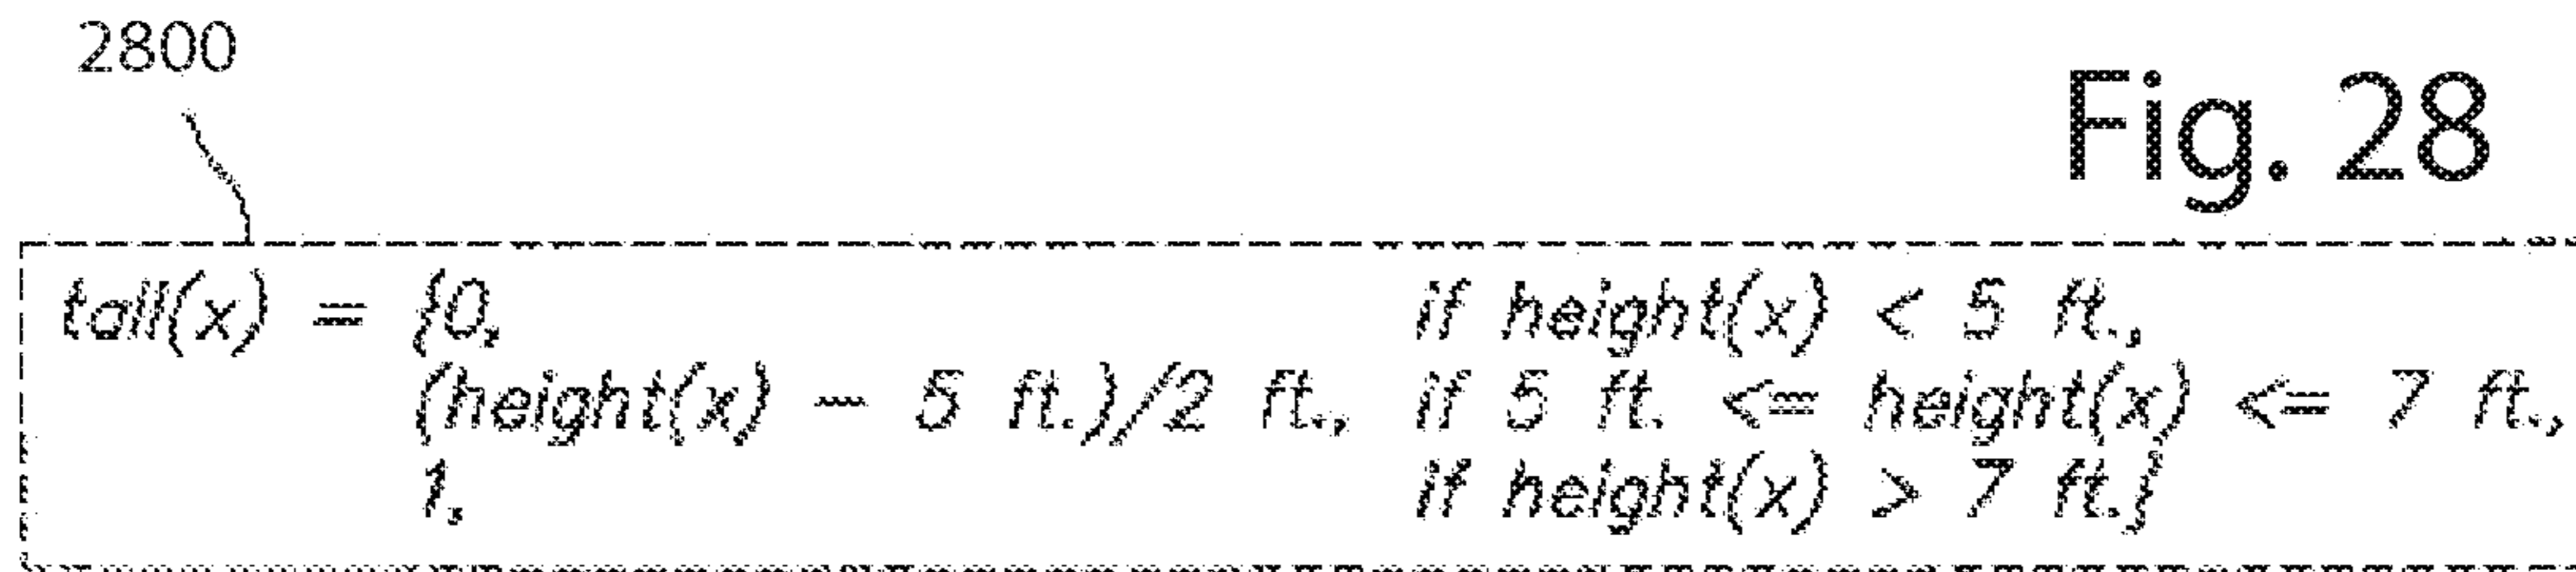 2800
Fig. 28
tall(x) = {0, if height(x) < 5 ft.,
(height(x) – 5 ft.)/2 ft., if 5 ft. <= height(x) <= 7 ft.,
1, if height(x) > 7 ft.}